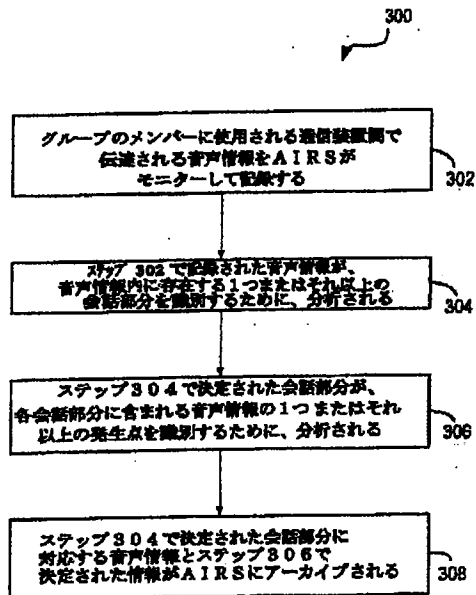 300
グループのメンバーに使用される通信装置間で
伝達される音声情報をAIRSが
モニターして記録する
302
ステップ 302 で記録された音声情報が、
音声情報内に存在する1つまたはそれ以上の
会話部分を識別するために、分析される
304
ステップ304で決定された会話部分が、
各会話部分に含まれる音声情報の1つまたはそれ
以上の発生点を識別するために、分析される
306
ステップ304で決定された会話部分に
対応する音声情報とステップ306で
決定された情報がAIRSにアーカイブされる
308